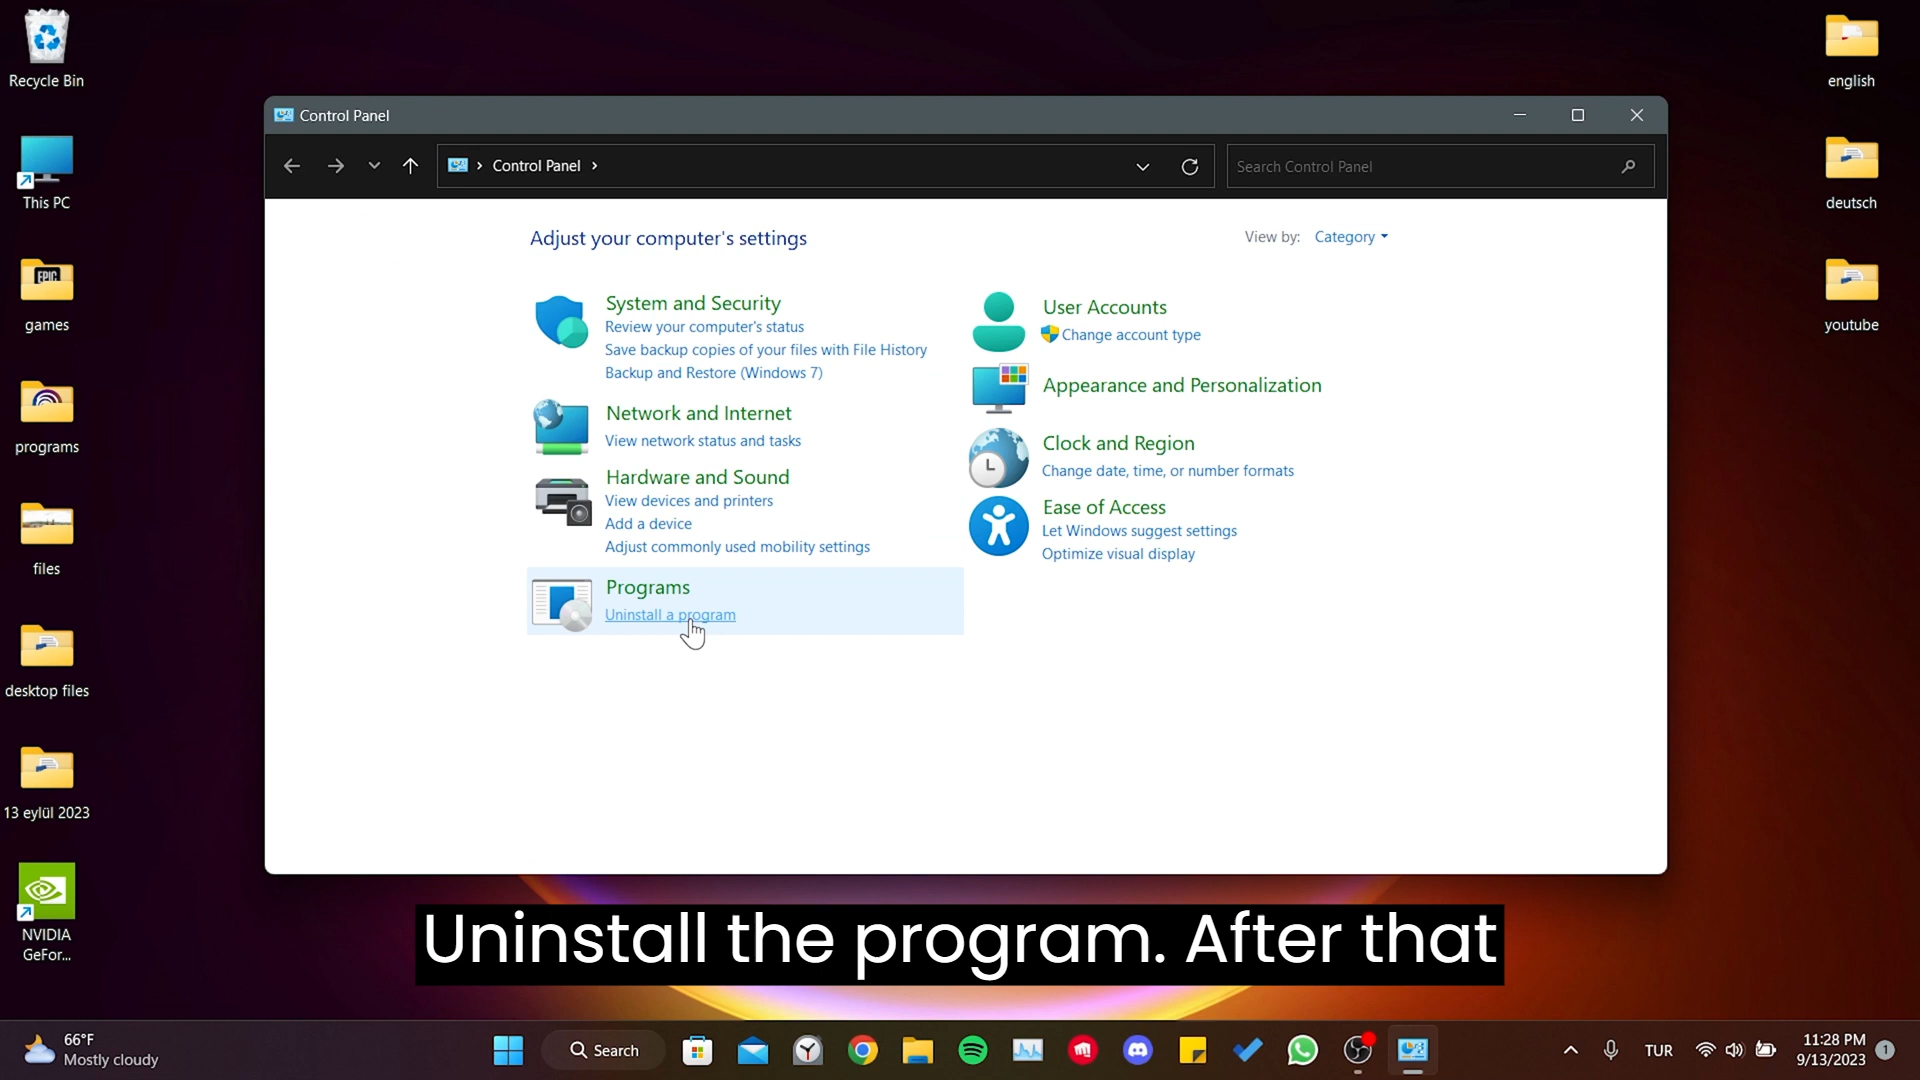 Recycle Bin
This PC
EPIC
games
programs
files
desktop files
13 eylül 2023
NVIDIA
GeFor...
english
deutsch
youtube
Control Panel
Control Panel
Search Control Panel
Adjust your computer's settings
View by:
Category
System and Security
Review your computer's status
Save backup copies of your files with File History
Backup and Restore (Windows 7)
Network and Internet
View network status and tasks
Hardware and Sound
View devices and printers
Add a device
Adjust commonly used mobility settings
Programs
Uninstall a program
User Accounts
Change account type
Appearance and Personalization
Clock and Region
Change date, time, or number formats
Ease of Access
Let Windows suggest settings
Optimize visual display
Uninstall the program. After that
66°F
Mostly cloudy
Search
TUR
11:28 PM
9/13/2023
1